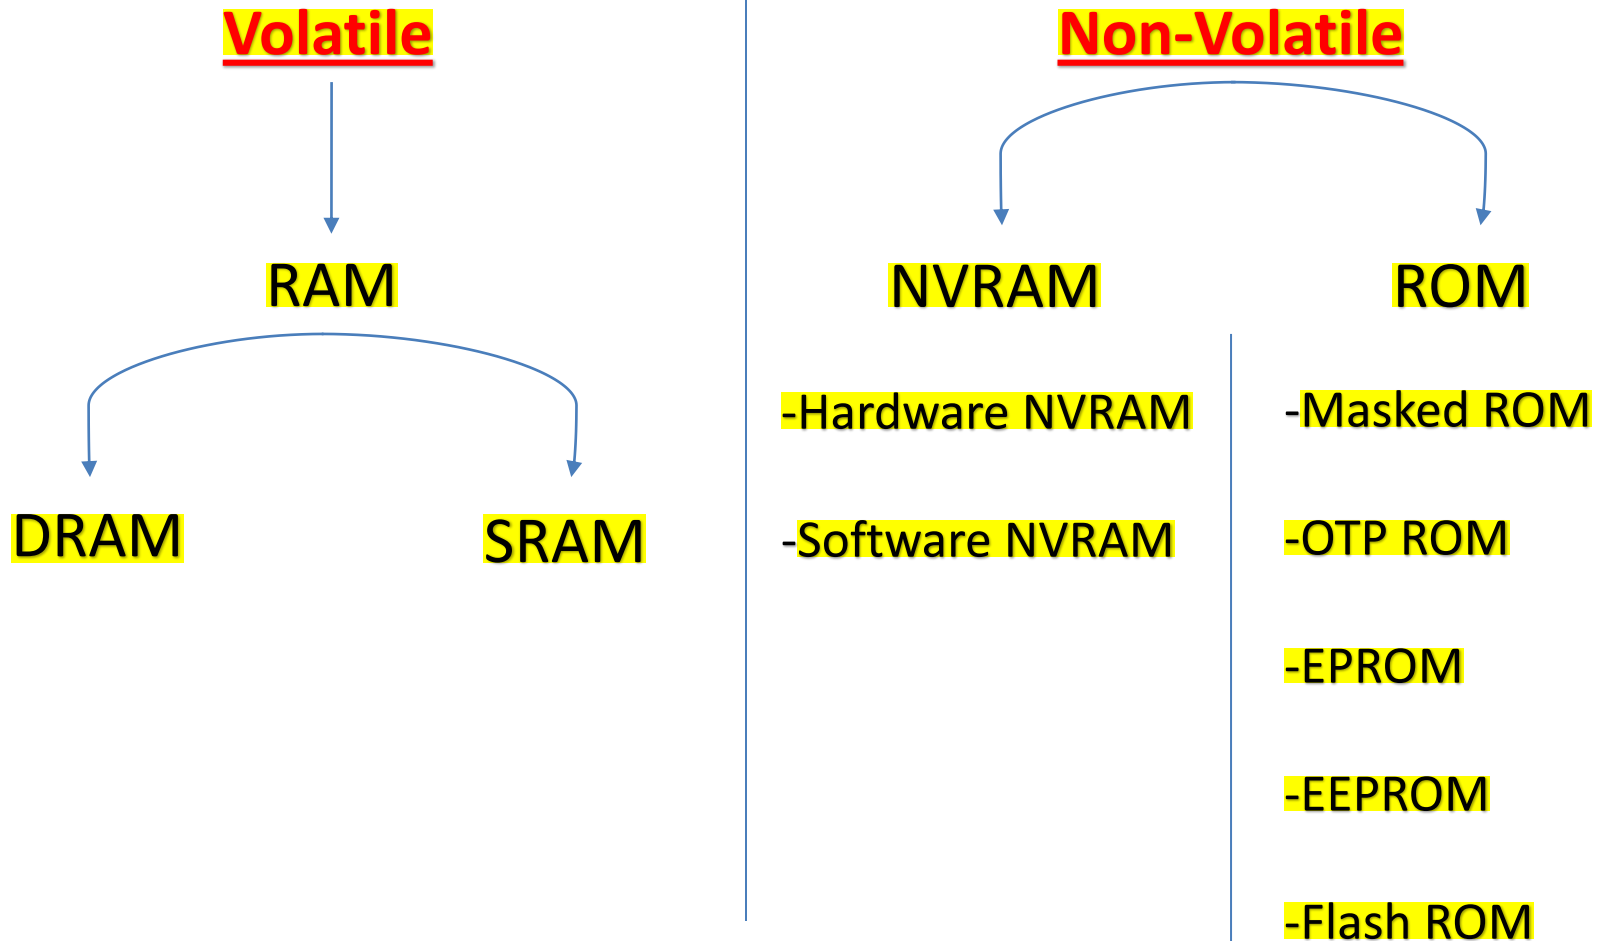 Volatile
Non-Volatile
RAM
NVRAM
ROM
DRAM
SRAM
-Hardware NVRAM
-Software NVRAM
-Masked ROM
-OTP ROM
-EPROM
-EEPROM
-Flash ROM